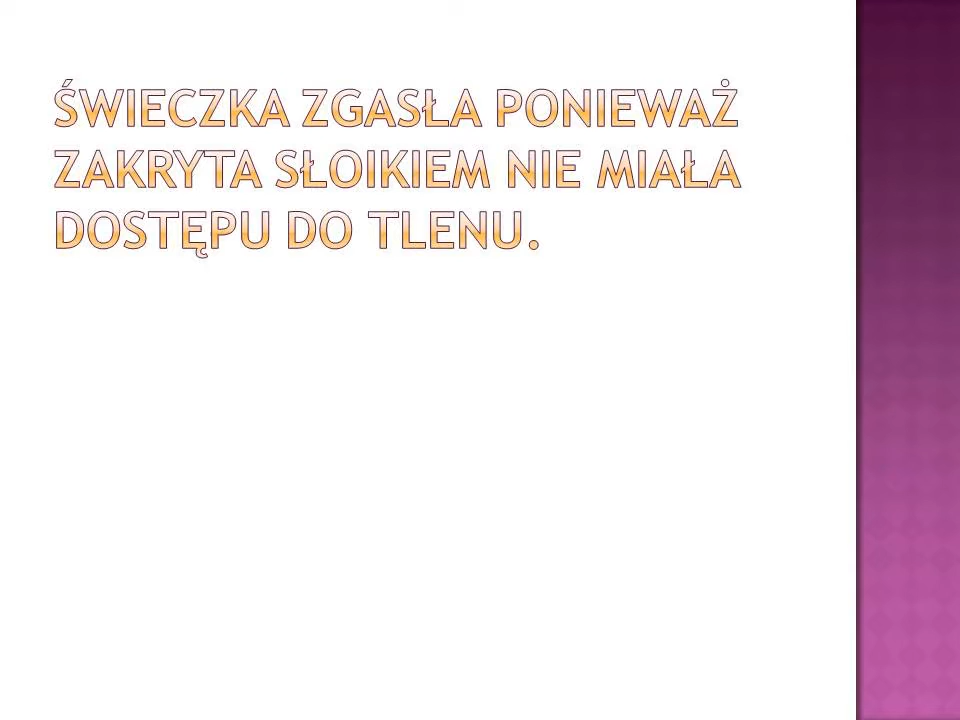 ŚWIECZKA ZGASŁA PONIEWAŻ
ZAKRYTA SŁOIKIEM NIE MIAŁA
DOSTĘPU DO TLENU.